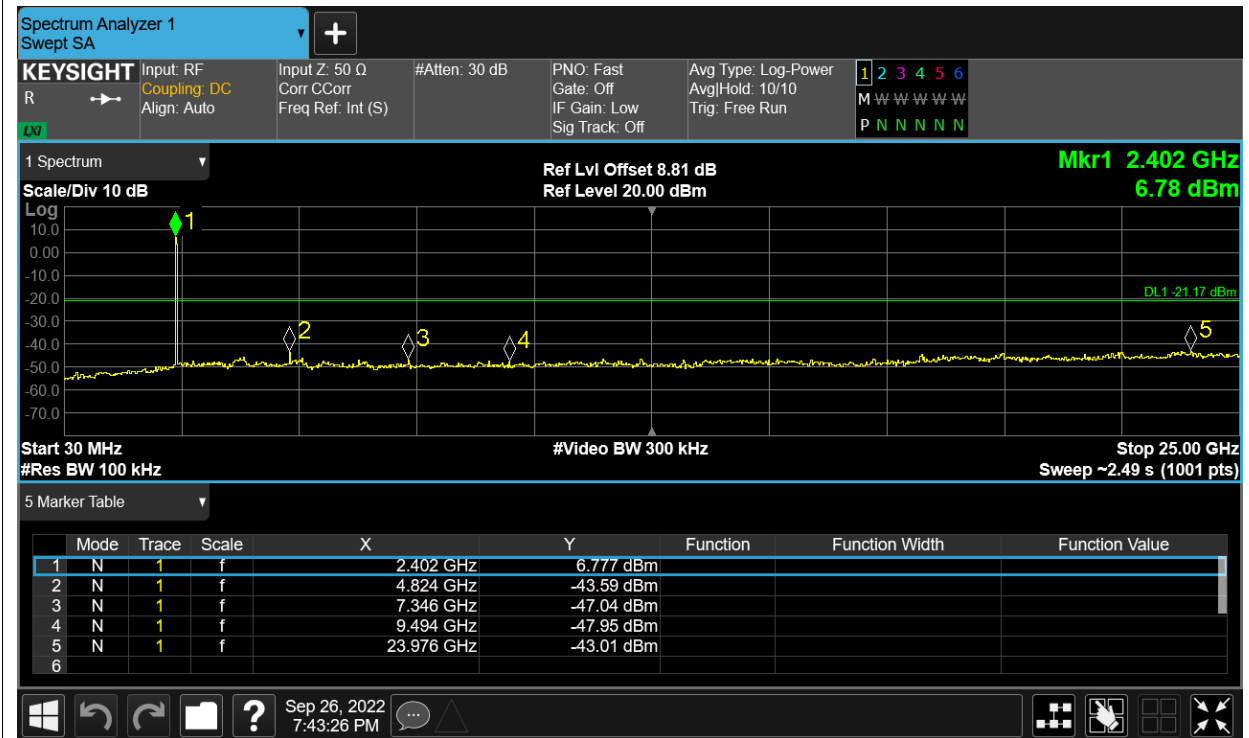 Spectrum Analyzer 1
Swept SA
KEYSIGHT
R
LXI
Input: RF
Coupling: DC
Align: Auto
Input Z: 50 Ω
Corr CCorr
Freq Ref: Int (S)
#Atten: 30 dB
PNO: Fast
Gate: Off
IF Gain: Low
Sig Track: Off
Avg Type: Log-Power
Avg|Hold: 10/10
Trig: Free Run
1 2 3 4 5 6
M W W W W W
P N N N N N
1 Spectrum
Scale/Div 10 dB
Ref Lvl Offset 8.81 dB
Ref Level 20.00 dBm
Mkr1 2.402 GHz
6.78 dBm
Log
10.0
0.00
-10.0
-20.0
-30.0
-40.0
-50.0
-60.0
-70.0
1
2
3
4
5
DL1 -21.17 dBm
Start 30 MHz
#Res BW 100 kHz
#Video BW 300 kHz
Stop 25.00 GHz
Sweep ~2.49 s (1001 pts)
5 Marker Table
Mode Trace Scale X Y Function Function Width Function Value
1 N 1 f 2.402 GHz 6.777 dBm
2 N 1 f 4.824 GHz -43.59 dBm
3 N 1 f 7.346 GHz -47.04 dBm
4 N 1 f 9.494 GHz -47.95 dBm
5 N 1 f 23.976 GHz -43.01 dBm
6
?
Sep 26, 2022
7:43:26 PM